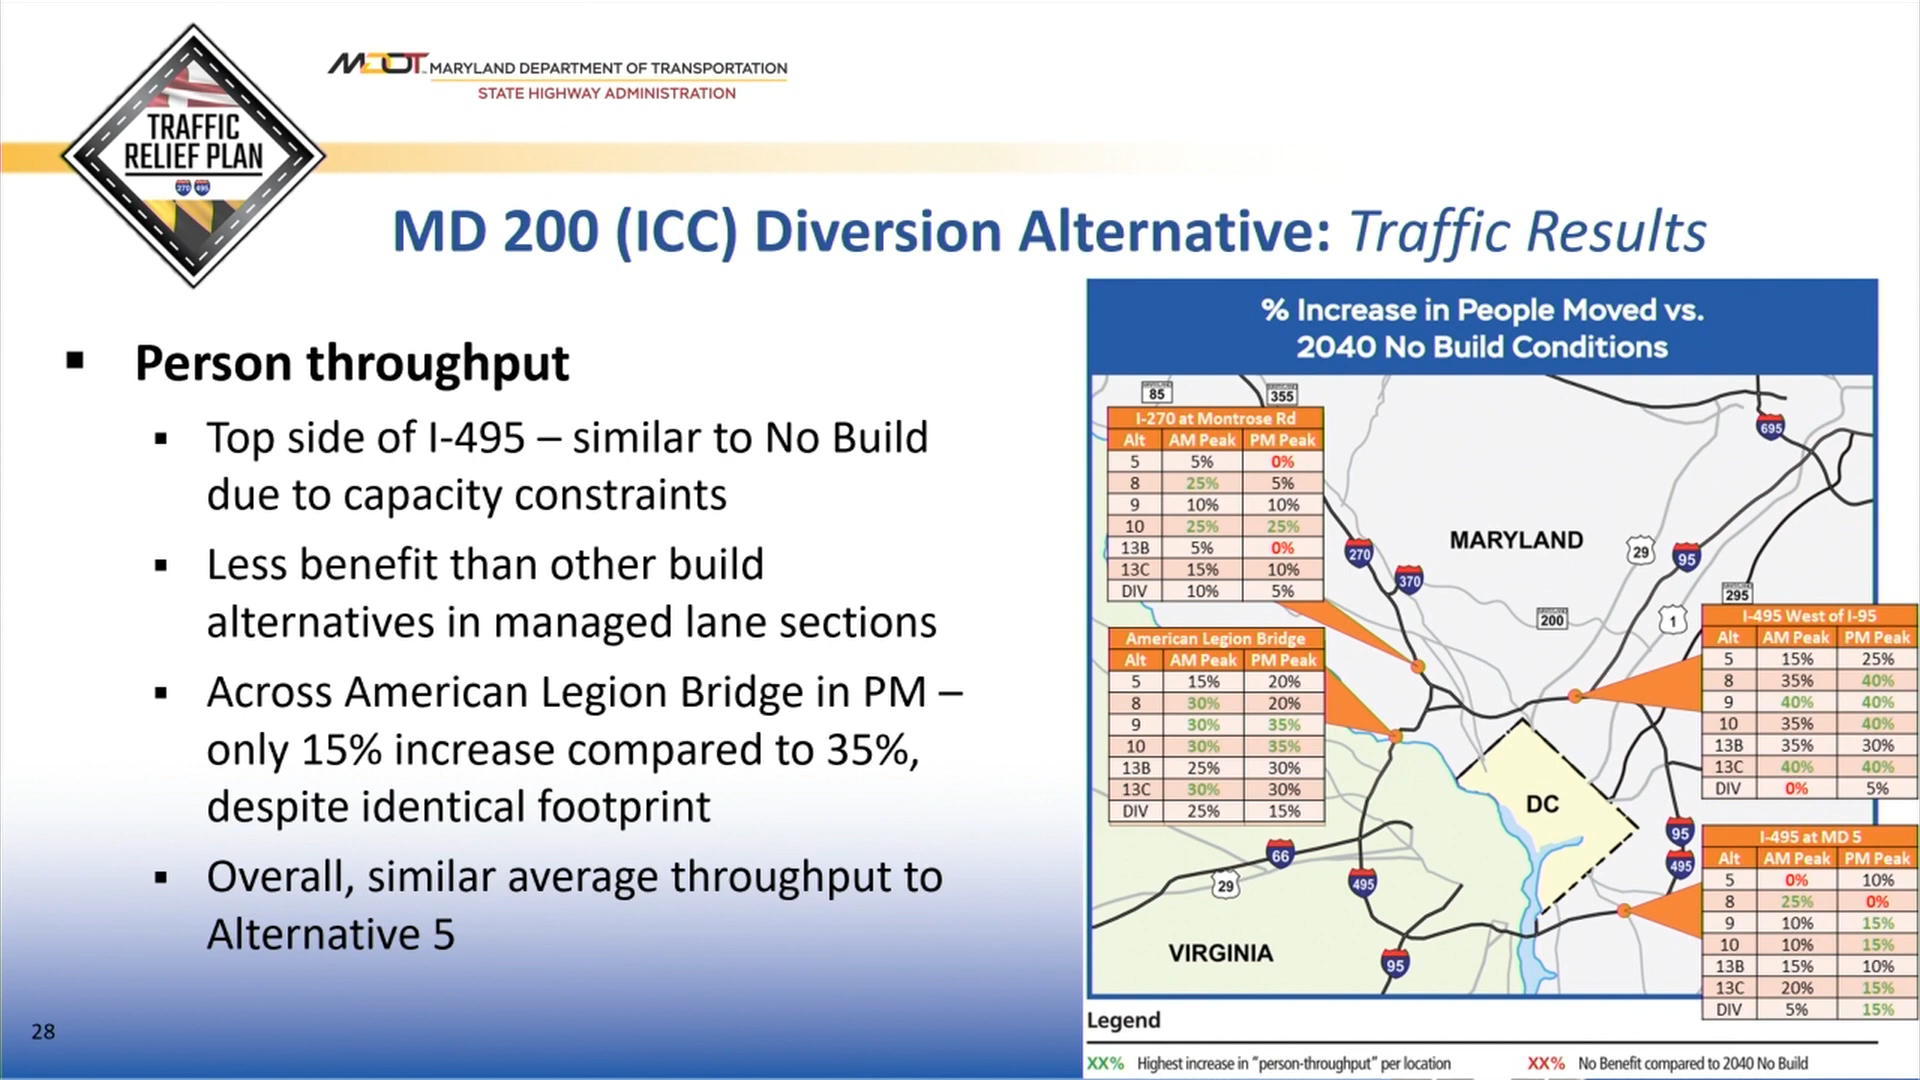 MDOT MARYLAND DEPARTMENT OF TRANSPORTATION
STATE HIGHWAY ADMINISTRATION
TRAFFIC
RELIEF PLAN
270 495
MD 200 (ICC) Diversion Alternative: Traffic Results
▪ Person throughput
▪ Top side of I-495 – similar to No Build
due to capacity constraints
▪ Less benefit than other build
alternatives in managed lane sections
▪ Across American Legion Bridge in PM –
only 15% increase compared to 35%,
despite identical footprint
▪ Overall, similar average throughput to
Alternative 5
28
% Increase in People Moved vs.
2040 No Build Conditions
85
355
I-270 at Montrose Rd
Alt AM Peak PM Peak
5 5% 0%
8 25% 5%
9 10% 10%
10 25% 25%
13B 5% 0%
13C 15% 10%
DIV 10% 5%
American Legion Bridge
Alt AM Peak PM Peak
5 15% 20%
8 30% 20%
9 30% 35%
10 30% 35%
13B 25% 30%
13C 30% 30%
DIV 25% 15%
695
MARYLAND
270
370
29
95
295
200
1
I-495 West of I-95
Alt AM Peak PM Peak
5 15% 25%
8 35% 40%
9 40% 40%
10 35% 40%
13B 35% 30%
13C 40% 40%
DIV 0% 5%
DC
95
495
66
29
495
VIRGINIA
95
I-495 at MD 5
Alt AM Peak PM Peak
5 0% 10%
8 25% 0%
9 10% 15%
10 10% 15%
13B 15% 10%
13C 20% 15%
DIV 5% 15%
Legend
XX% Highest increase in "person-throughput" per location
XX% No Benefit compared to 2040 No Build